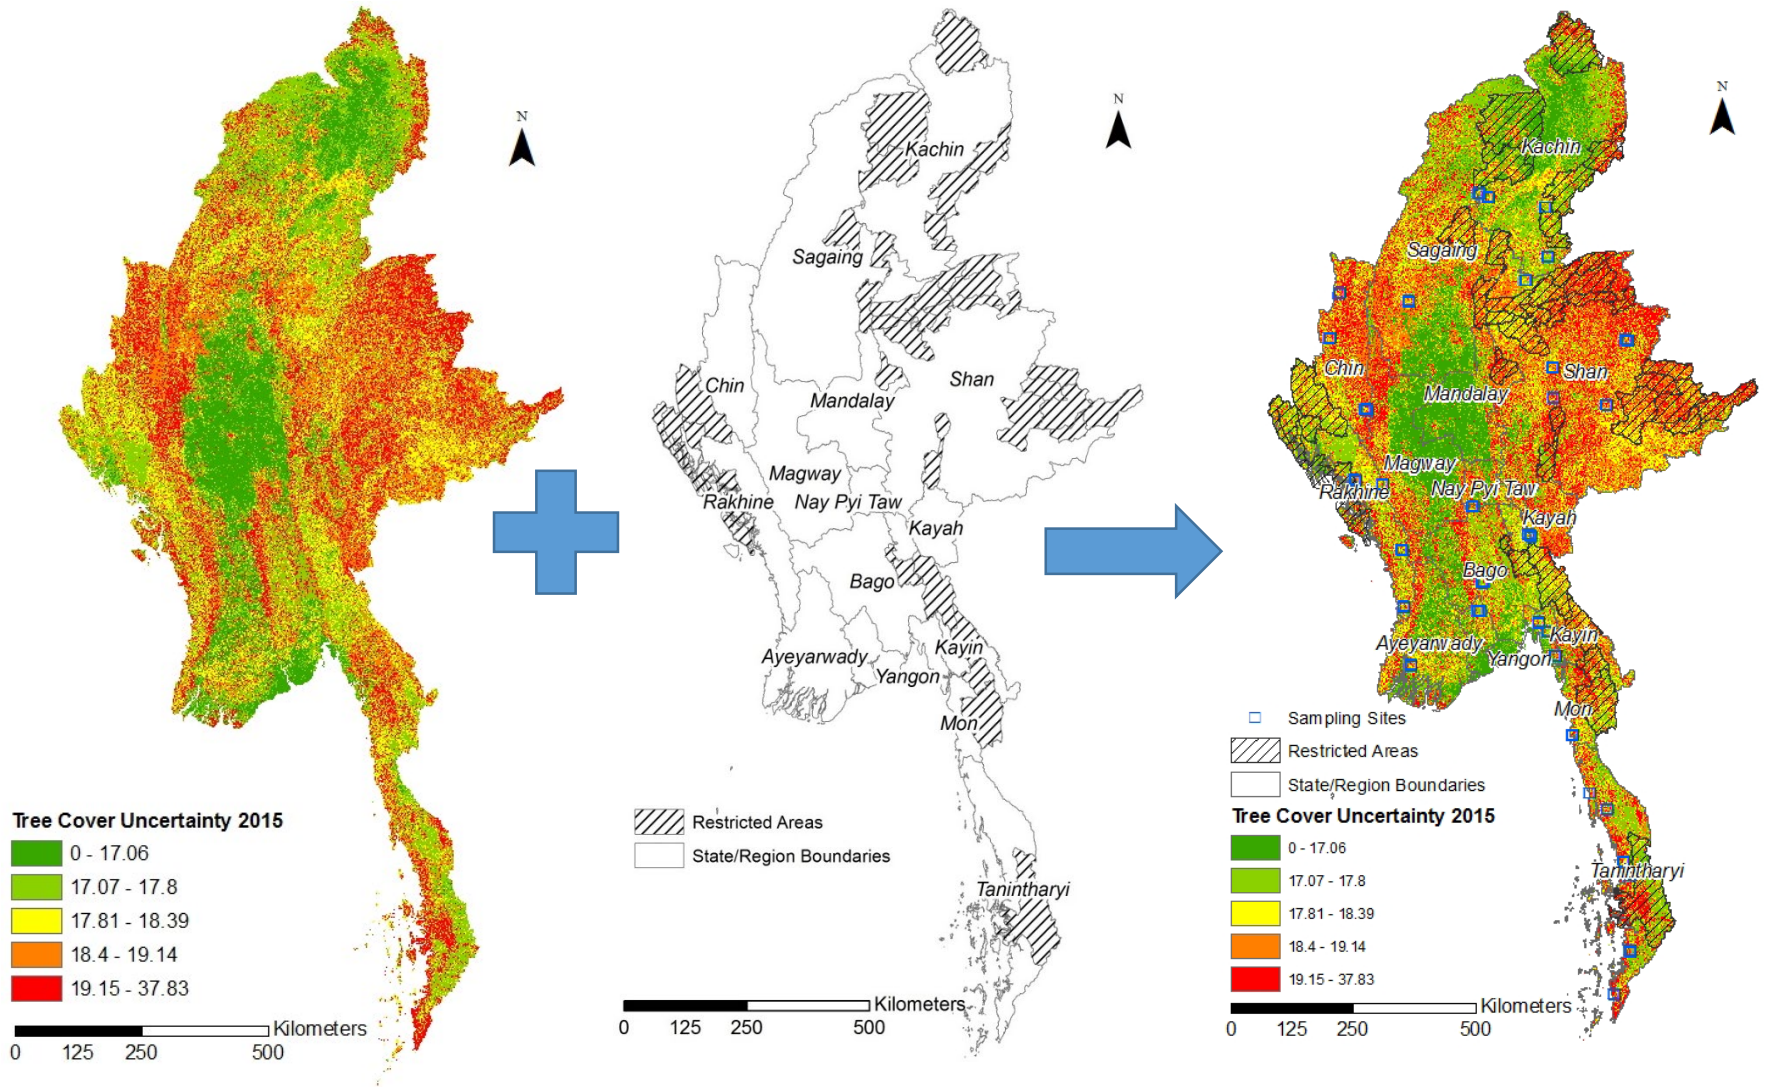 N
Tree Cover Uncertainty 2015
0 - 17.06
17.07 - 17.8
17.81 - 18.39
18.4 - 19.14
19.15 - 37.83
Kilometers
0 125 250 500
N
Kachin
Sagaing
Chin
Shan
Mandalay
Magway
Rakhine
Nay Pyi Taw
Kayah
Bago
Kayin
Ayeyarwady
Yangon
Mon
Tanintharyi
Restricted Areas
State/Region Boundaries
Kilometers
0 125 250 500
N
Kachin
Sagaing
Chin
Shan
Mandalay
Magway
Rakhine
Nay Pyi Taw
Kayah
Bago
Kayin
Ayeyarwady
Yangon
Mon
Tanintharyi
Sampling Sites
Restricted Areas
State/Region Boundaries
Tree Cover Uncertainty 2015
0 - 17.06
17.07 - 17.8
17.81 - 18.39
18.4 - 19.14
19.15 - 37.83
Kilometers
0 125 250 500